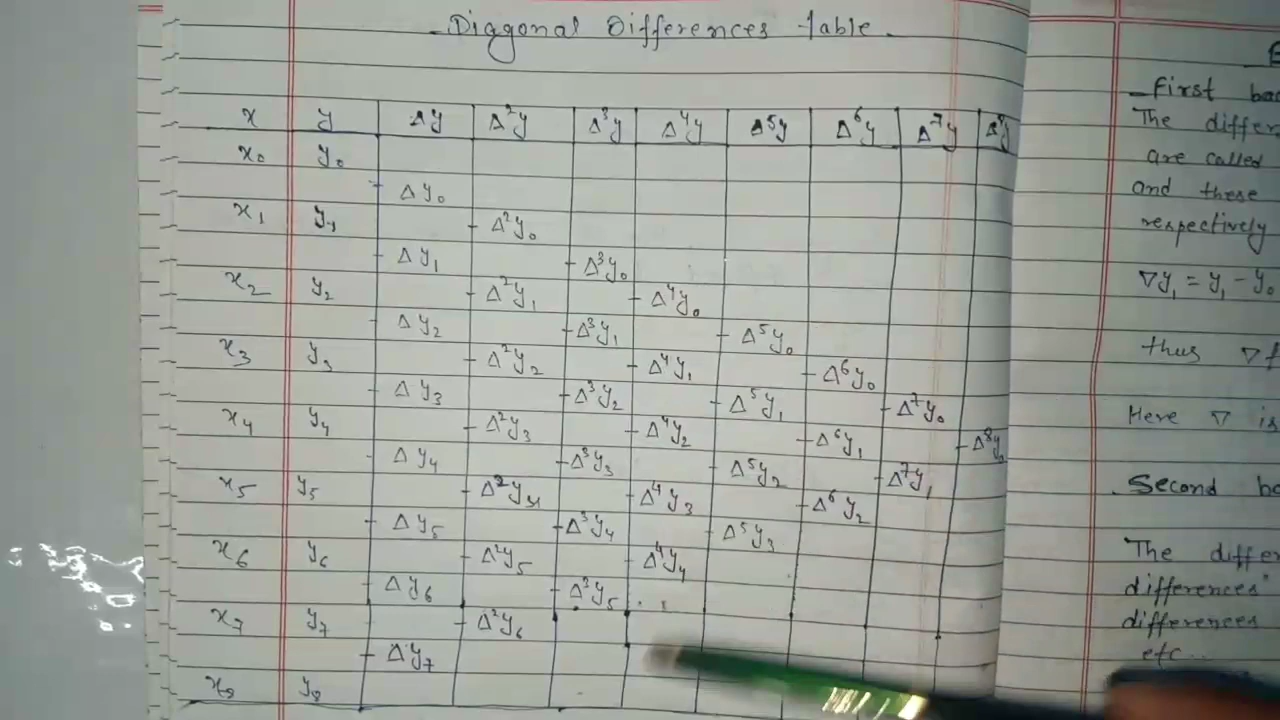 Diagonal Differences table
x y Δy Δ²y Δ³y Δ⁴y Δ⁵y Δ⁶y Δ⁷y Δ⁸y
x₀ y₀
Δy₀
x₁ y₁ Δ²y₀
Δy₁ Δ³y₀
x₂ y₂ Δ²y₁ Δ⁴y₀
Δy₂ Δ³y₁ Δ⁵y₀
x₃ y₃ Δ²y₂ Δ⁴y₁ Δ⁶y₀
Δy₃ Δ³y₂ Δ⁵y₁ Δ⁷y₀
x₄ y₄ Δ²y₃ Δ⁴y₂ Δ⁶y₁ Δ⁸y₀
Δy₄ Δ³y₃ Δ⁵y₂ Δ⁷y₁
x₅ y₅ Δ²y₄ Δ⁴y₃ Δ⁶y₂
Δy₅ Δ³y₄ Δ⁵y₃
x₆ y₆ Δ²y₅ Δ⁴y₄
Δy₆ Δ³y₅
x₇ y₇ Δ²y₆
Δy₇
x₈ y₈
First
The
are called
and these
respectively
∇y₁ = y₁ - y₀
thus ∇
Here ∇ is
Second
The
differences
differences
etc..